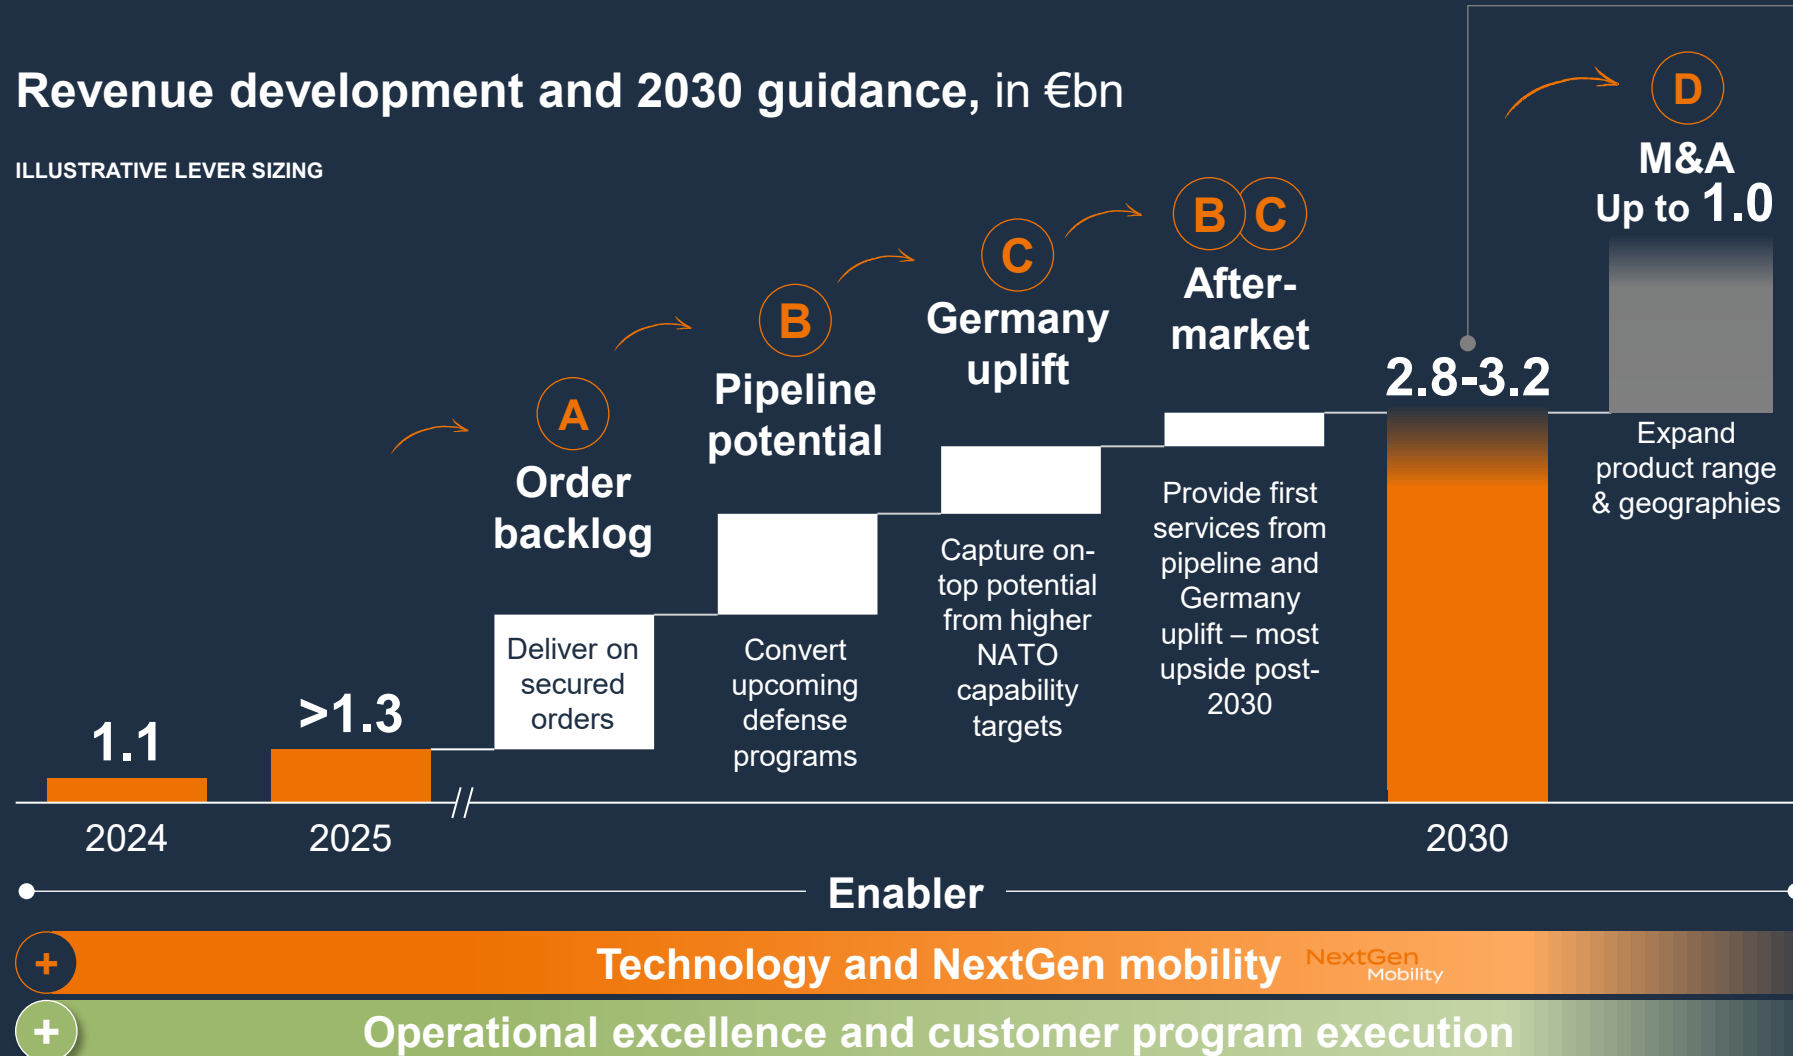 Revenue development and 2030 guidance, in €bn
ILLUSTRATIVE LEVER SIZING
1.1
2024
>1.3
2025
A
Order
backlog
Deliver on
secured
orders
B
Pipeline
potential
Convert
upcoming
defense
programs
C
Germany
uplift
Capture on-
top potential
from higher
NATO
capability
targets
B C
After-
market
Provide first
services from
pipeline and
Germany
uplift – most
upside post-
2030
2.8-3.2
2030
D
M&A
Up to 1.0
Expand
product range
& geographies
Enabler
+
Technology and NextGen mobility
NextGen
Mobility
+
Operational excellence and customer program execution